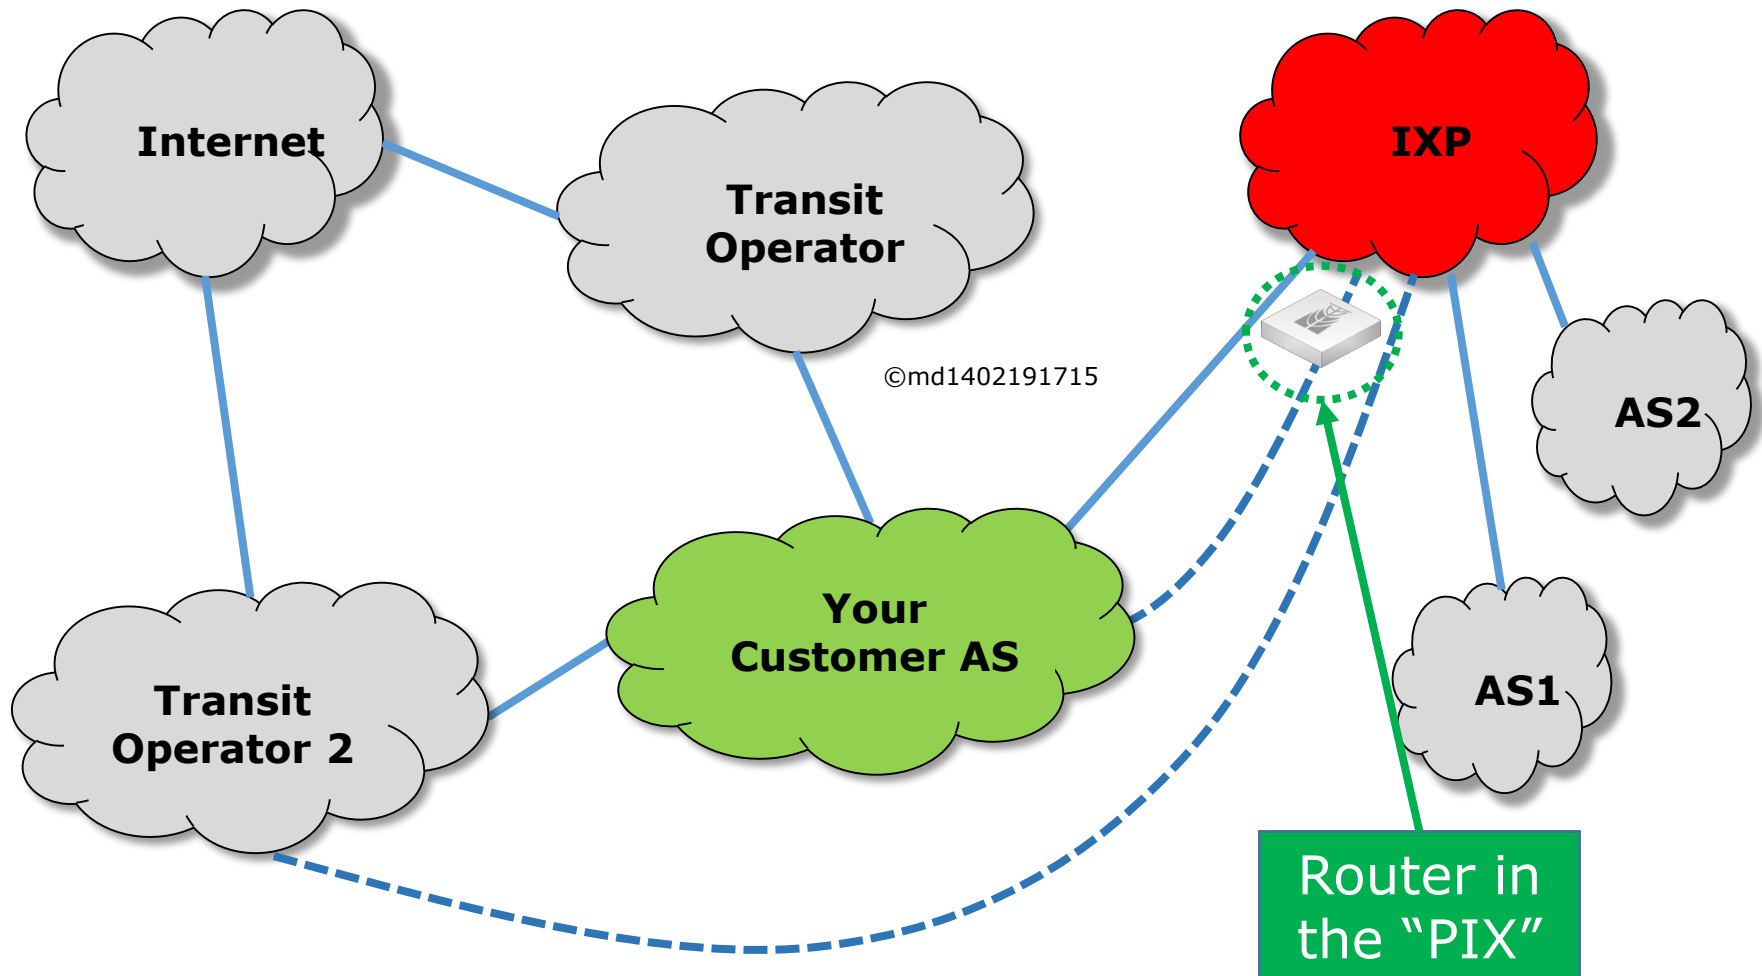 Internet
IXP
Transit
Operator
©md1402191715
AS2
Your
Customer AS
AS1
Transit
Operator 2
Router in
the “PIX”